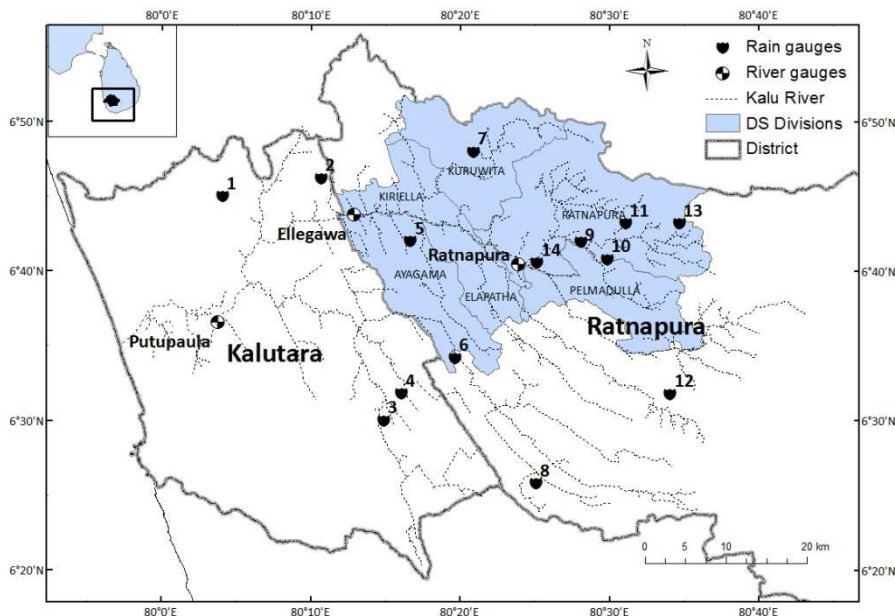 80°0'E 80°10'E 80°20'E 80°30'E 80°40'E
N
Rain gauges
River gauges
Kalu River
DS Divisions
District
6°50'N 6°50'N
7
KURUWITA
1
2
KIRIELLA
Ellegawa
5
RATNAPURA
11
13
Ratnapura
14
9
10
6°40'N 6°40'N
AYAGAMA
ELAPATHA
PELMADULLA
Putupaula
Kalutara
Ratnapura
6
4
12
3
6°30'N 6°30'N
8
0 5 10 20 km
6°20'N 6°20'N
80°0'E 80°10'E 80°20'E 80°30'E 80°40'E